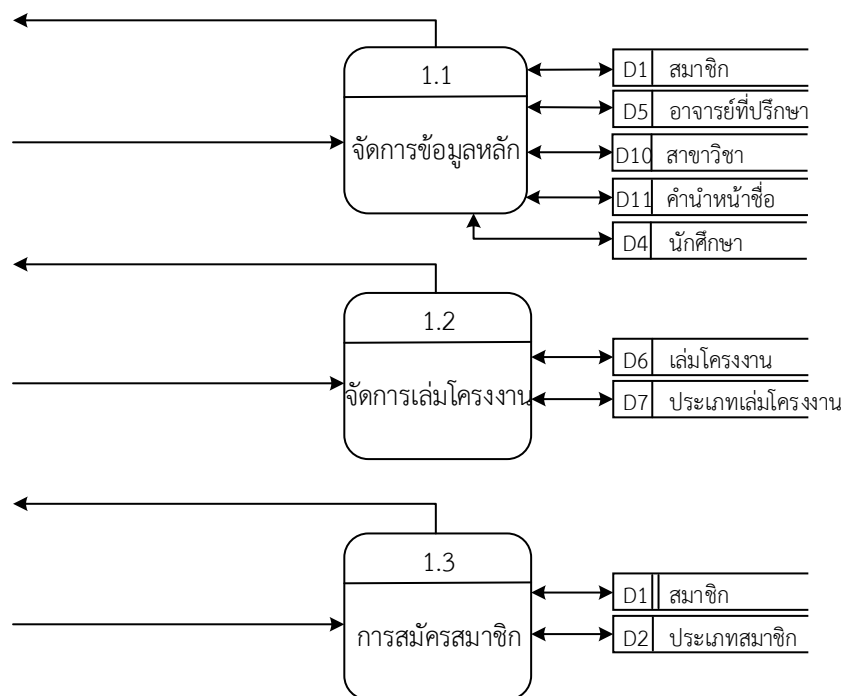 1.1
จัดการข้อมูลหลัก
D1 สมาชิก
D5 อาจารย์ที่ปรึกษา
D10 สาขาวิชา
D11 คำนำหน้าชื่อ
D4 นักศึกษา
1.2
จัดการเล่มโครงงาน
D6 เล่มโครงงาน
D7 ประเภทเล่มโครงงาน
1.3
การสมัครสมาชิก
D1 สมาชิก
D2 ประเภทสมาชิก